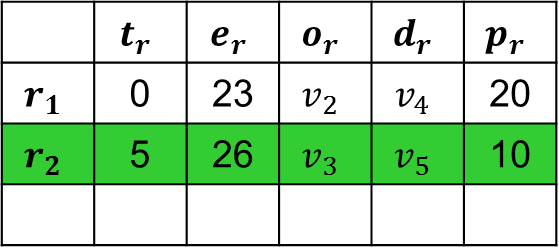 t_r e_r o_r d_r p_r
r_1 0 23 v_2 v_4 20
r_2 5 26 v_3 v_5 10